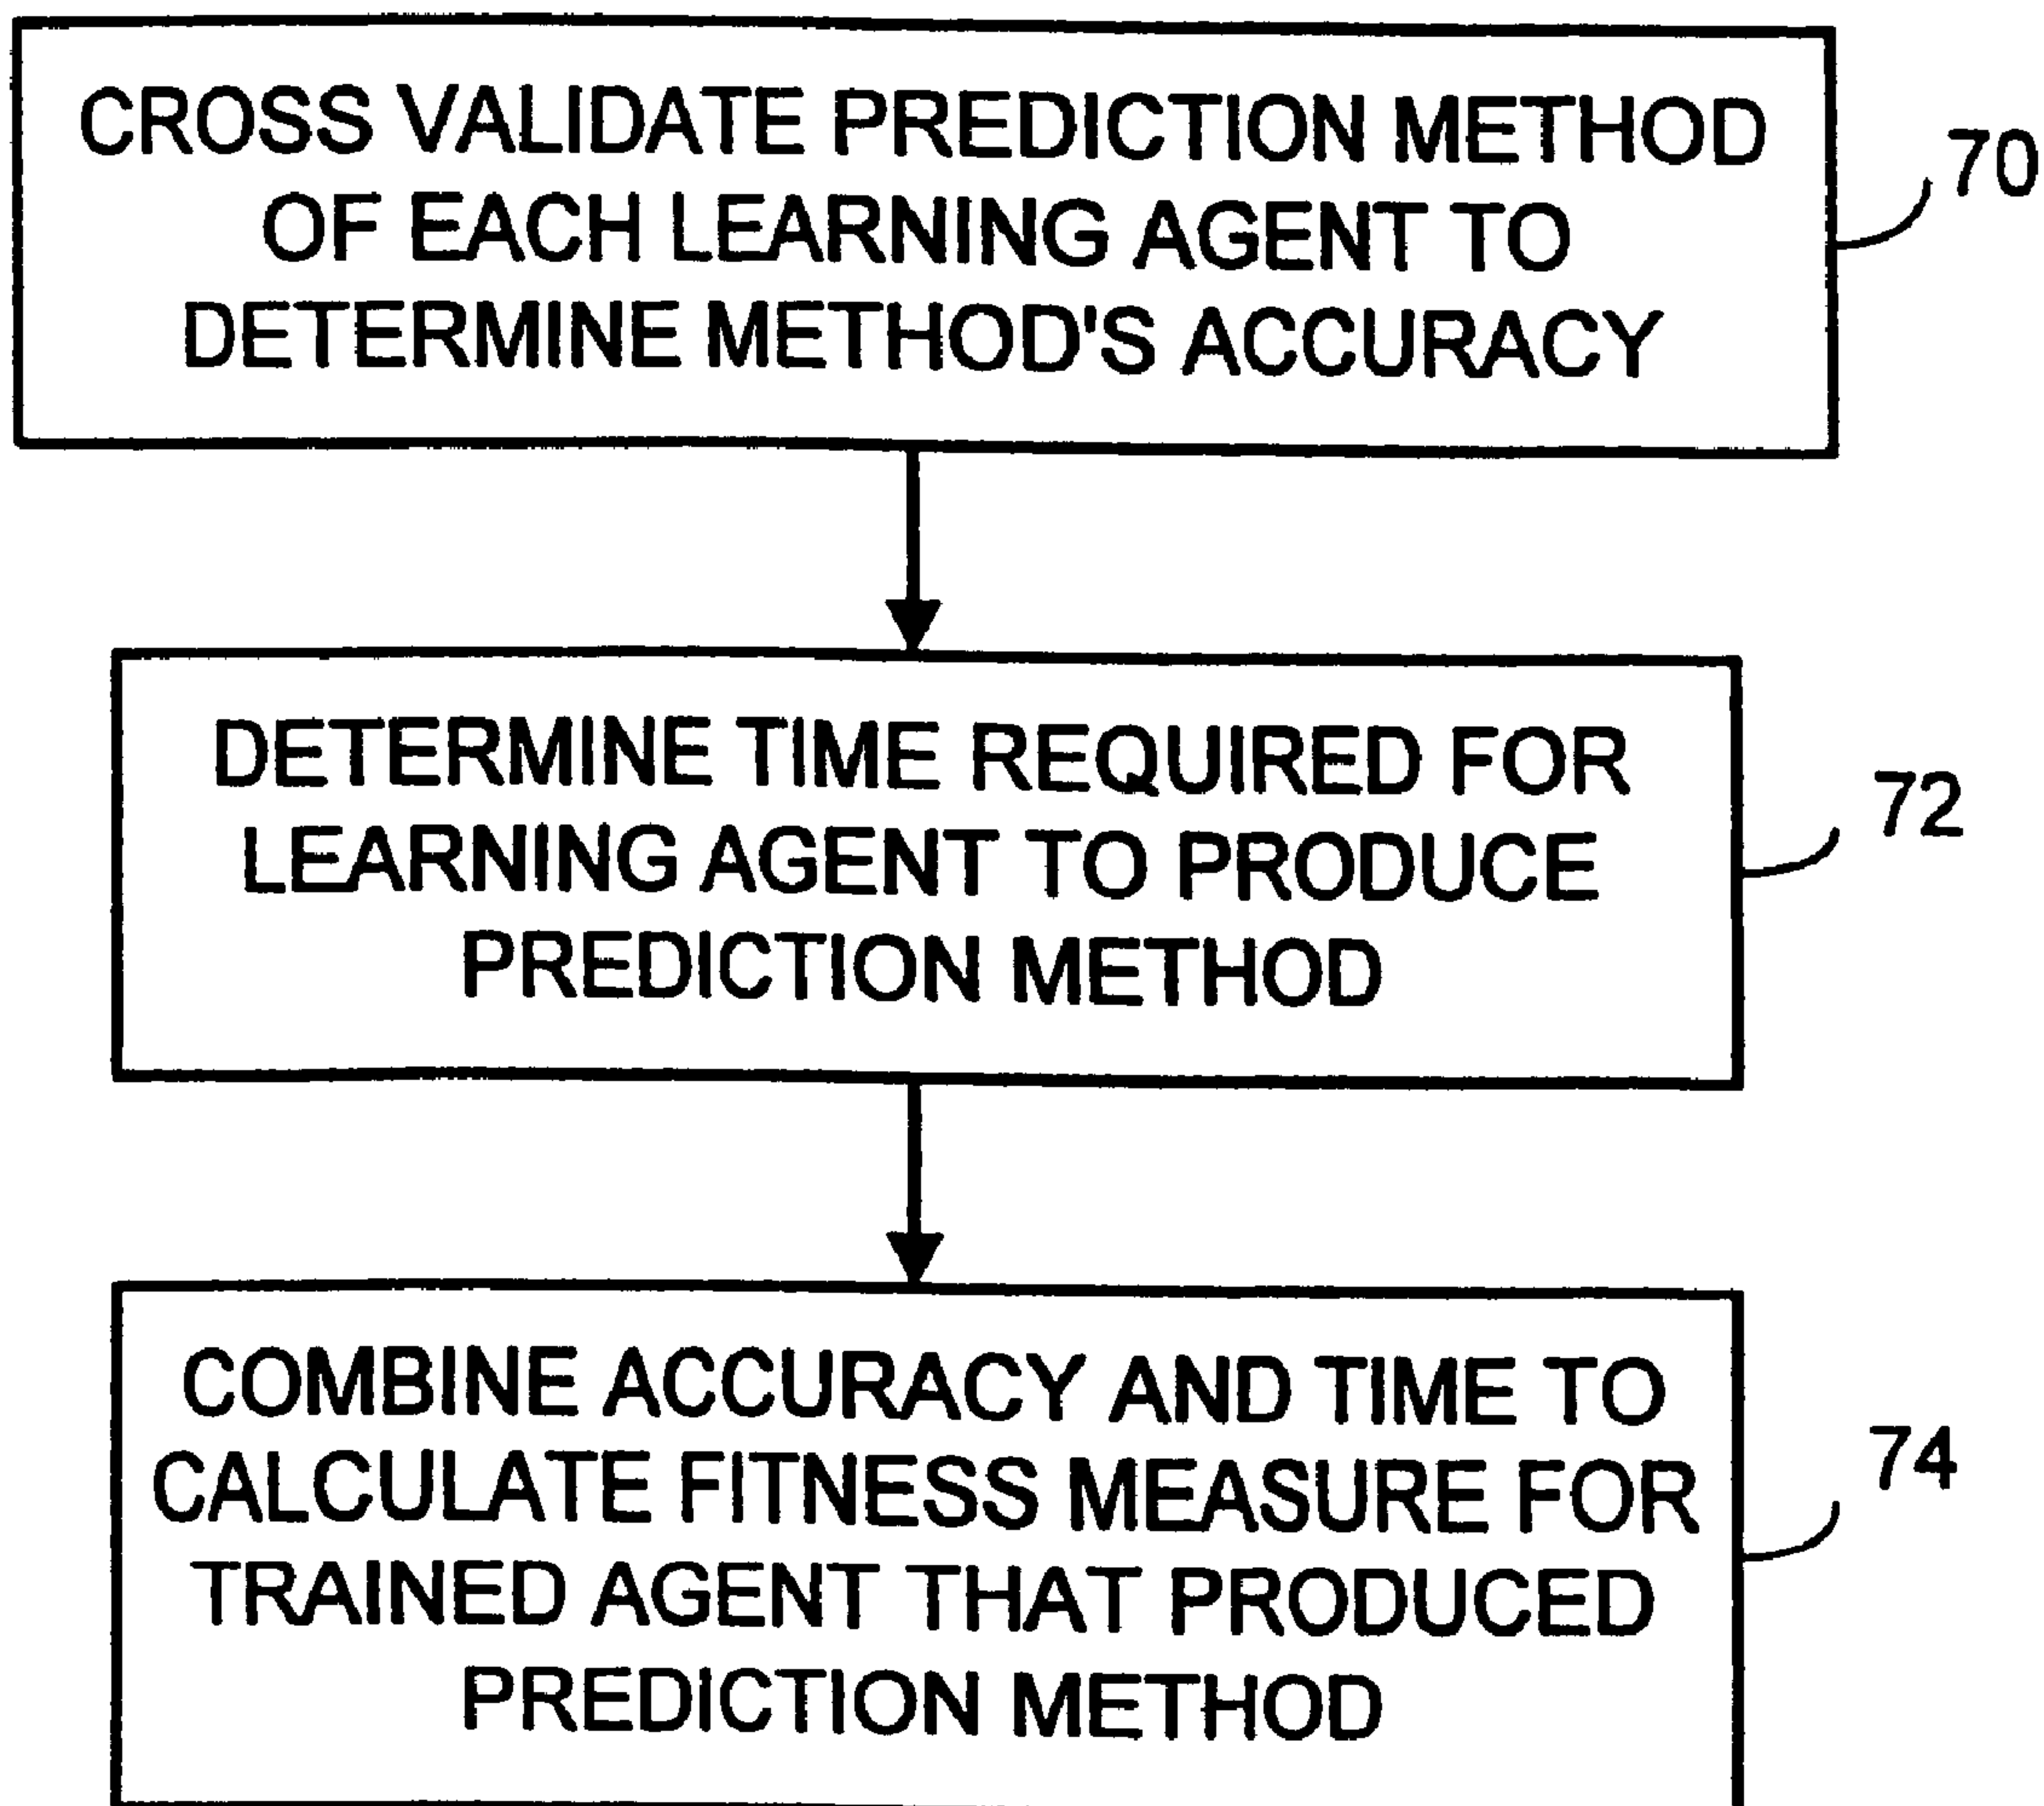 CROSS VALIDATE PREDICTION METHOD
OF EACH LEARNING AGENT TO
DETERMINE METHOD'S ACCURACY
70
DETERMINE TIME REQUIRED FOR
LEARNING AGENT TO PRODUCE
PREDICTION METHOD
72
COMBINE ACCURACY AND TIME TO
CALCULATE FITNESS MEASURE FOR
TRAINED AGENT THAT PRODUCED
PREDICTION METHOD
74